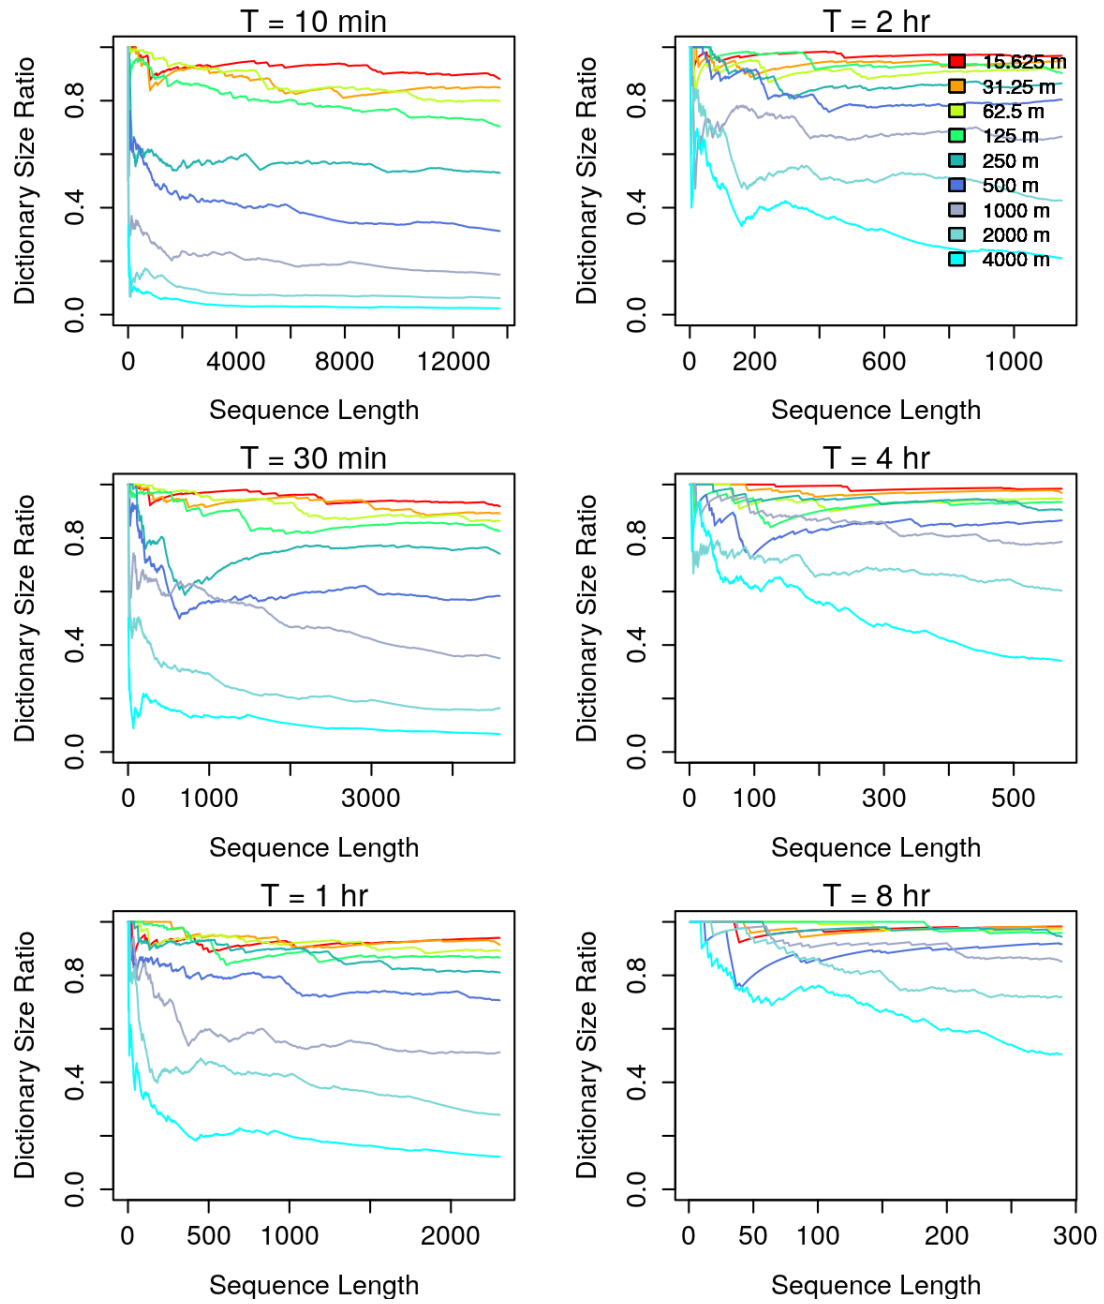 T = 10 min
Dictionary Size Ratio
0.0 0.4 0.8
0 4000 8000 12000
Sequence Length
T = 2 hr
Dictionary Size Ratio
0.0 0.4 0.8
0 200 600 1000
Sequence Length
15.625 m
31.25 m
62.5 m
125 m
250 m
500 m
1000 m
2000 m
4000 m
T = 30 min
Dictionary Size Ratio
0.0 0.4 0.8
0 1000 3000
Sequence Length
T = 4 hr
Dictionary Size Ratio
0.0 0.4 0.8
0 100 300 500
Sequence Length
T = 1 hr
Dictionary Size Ratio
0.0 0.4 0.8
0 500 1000 2000
Sequence Length
T = 8 hr
Dictionary Size Ratio
0.0 0.4 0.8
0 50 100 200 300
Sequence Length